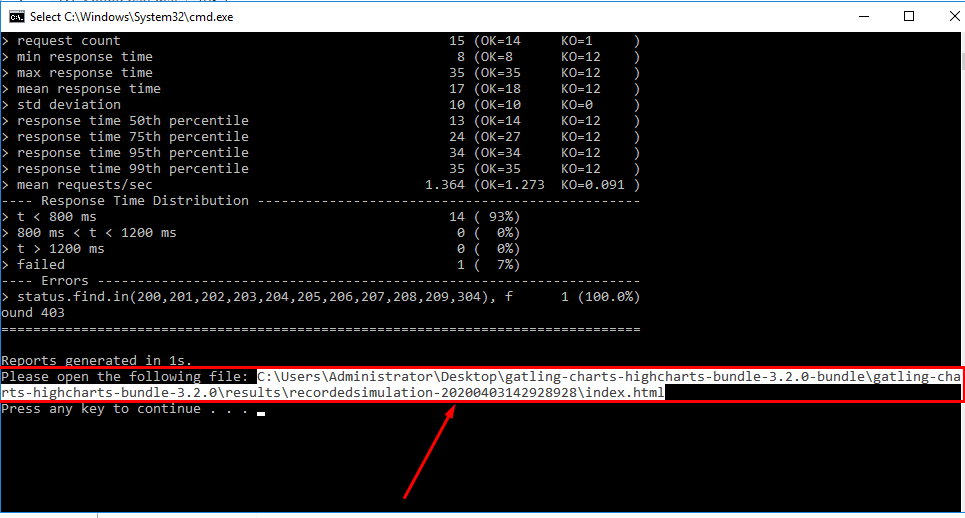 Select C:\Windows\System32\cmd.exe
> request count                                         15 (OK=14     KO=1     )
> min response time                                      8 (OK=8      KO=12    )
> max response time                                     35 (OK=35     KO=12    )
> mean response time                                    17 (OK=18     KO=12    )
> std deviation                                         10 (OK=10     KO=0     )
> response time 50th percentile                         13 (OK=14     KO=12    )
> response time 75th percentile                         24 (OK=27     KO=12    )
> response time 95th percentile                         34 (OK=34     KO=12    )
> response time 99th percentile                         35 (OK=35     KO=12    )
> mean requests/sec                                  1.364 (OK=1.273  KO=0.091 )
---- Response Time Distribution ------------------------------------------------
> t < 800 ms                                            14 ( 93%)
> 800 ms < t < 1200 ms                                   0 (  0%)
> t > 1200 ms                                            0 (  0%)
> failed                                                 1 (  7%)
---- Errors --------------------------------------------------------------------
> status.find.in(200,201,202,203,204,205,206,207,208,209,304), f      1 (100.0%)
ound 403
================================================================================
Reports generated in 1s.
Please open the following file: C:\Users\Administrator\Desktop\gatling-charts-highcharts-bundle-3.2.0-bundle\gatling-cha
rts-highcharts-bundle-3.2.0\results\recordedsimulation-20200403142928928\index.html
Press any key to continue . . .